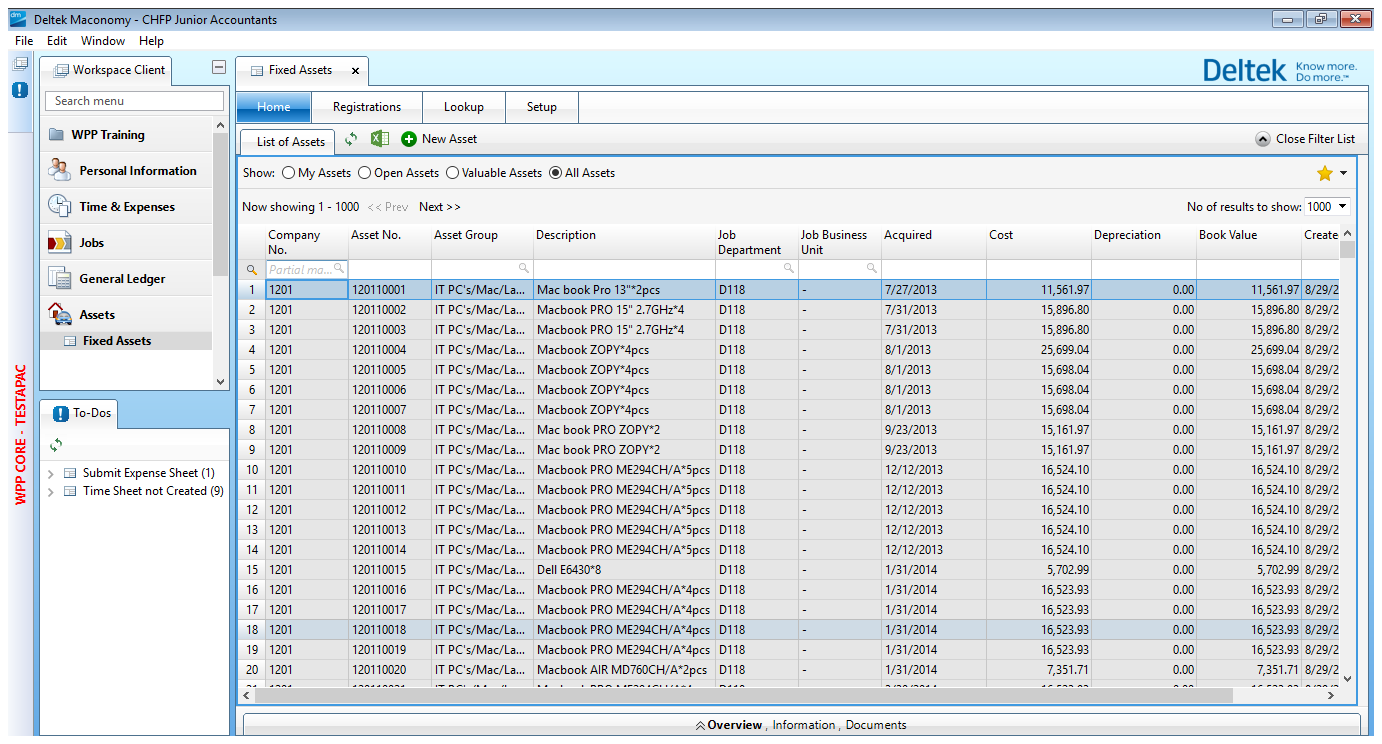 Deltek Maconomy - CHFP Junior Accountants
File Edit Window Help
Workspace Client
Search menu
WPP Training
Personal Information
Time & Expenses
Jobs
General Ledger
Assets
Fixed Assets
To-Dos
Submit Expense Sheet (1)
Time Sheet not Created (9)
WPP CORE - TESTAPAC
Fixed Assets
Deltek Know more. Do more.™
Home Registrations Lookup Setup
List of Assets New Asset Close Filter List
Show: My Assets Open Assets Valuable Assets All Assets
Now showing 1 - 1000 << Prev Next >> No of results to show: 1000
Company No. Asset No. Asset Group Description Job Department Job Business Unit Acquired Cost Depreciation Book Value Create
Partial ma...
1 1201 120110001 IT PC's/Mac/La... Mac book Pro 13"*2pcs D118 - 7/27/2013 11,561.97 0.00 11,561.97 8/29/2
2 1201 120110002 IT PC's/Mac/La... Macbook PRO 15" 2.7GHz*4 D118 - 7/31/2013 15,896.80 0.00 15,896.80 8/29/2
3 1201 120110003 IT PC's/Mac/La... Macbook PRO 15" 2.7GHz*4 D118 - 7/31/2013 15,896.80 0.00 15,896.80 8/29/2
4 1201 120110004 IT PC's/Mac/La... Macbook ZOPY*4pcs D118 - 8/1/2013 25,699.04 0.00 25,699.04 8/29/2
5 1201 120110005 IT PC's/Mac/La... Macbook ZOPY*4pcs D118 - 8/1/2013 15,698.04 0.00 15,698.04 8/29/2
6 1201 120110006 IT PC's/Mac/La... Macbook ZOPY*4pcs D118 - 8/1/2013 15,698.04 0.00 15,698.04 8/29/2
7 1201 120110007 IT PC's/Mac/La... Macbook ZOPY*4pcs D118 - 8/1/2013 15,698.04 0.00 15,698.04 8/29/2
8 1201 120110008 IT PC's/Mac/La... Mac book PRO ZOPY*2 D118 - 9/23/2013 15,161.97 0.00 15,161.97 8/29/2
9 1201 120110009 IT PC's/Mac/La... Mac book PRO ZOPY*2 D118 - 9/23/2013 15,161.97 0.00 15,161.97 8/29/2
10 1201 120110010 IT PC's/Mac/La... Macbook PRO ME294CH/A*5pcs D118 - 12/12/2013 16,524.10 0.00 16,524.10 8/29/2
11 1201 120110011 IT PC's/Mac/La... Macbook PRO ME294CH/A*5pcs D118 - 12/12/2013 16,524.10 0.00 16,524.10 8/29/2
12 1201 120110012 IT PC's/Mac/La... Macbook PRO ME294CH/A*5pcs D118 - 12/12/2013 16,524.10 0.00 16,524.10 8/29/2
13 1201 120110013 IT PC's/Mac/La... Macbook PRO ME294CH/A*5pcs D118 - 12/12/2013 16,524.10 0.00 16,524.10 8/29/2
14 1201 120110014 IT PC's/Mac/La... Macbook PRO ME294CH/A*5pcs D118 - 12/12/2013 16,524.10 0.00 16,524.10 8/29/2
15 1201 120110015 IT PC's/Mac/La... Dell E6430*8 D118 - 1/31/2014 5,702.99 0.00 5,702.99 8/29/2
16 1201 120110016 IT PC's/Mac/La... Macbook PRO ME294CH/A*4pcs D118 - 1/31/2014 16,523.93 0.00 16,523.93 8/29/2
17 1201 120110017 IT PC's/Mac/La... Macbook PRO ME294CH/A*4pcs D118 - 1/31/2014 16,523.93 0.00 16,523.93 8/29/2
18 1201 120110018 IT PC's/Mac/La... Macbook PRO ME294CH/A*4pcs D118 - 1/31/2014 16,523.93 0.00 16,523.93 8/29/2
19 1201 120110019 IT PC's/Mac/La... Macbook PRO ME294CH/A*4pcs D118 - 1/31/2014 16,523.93 0.00 16,523.93 8/29/2
20 1201 120110020 IT PC's/Mac/La... Macbook AIR MD760CH/A*2pcs D118 - 1/31/2014 7,351.71 0.00 7,351.71 8/29/2
Overview , Information , Documents